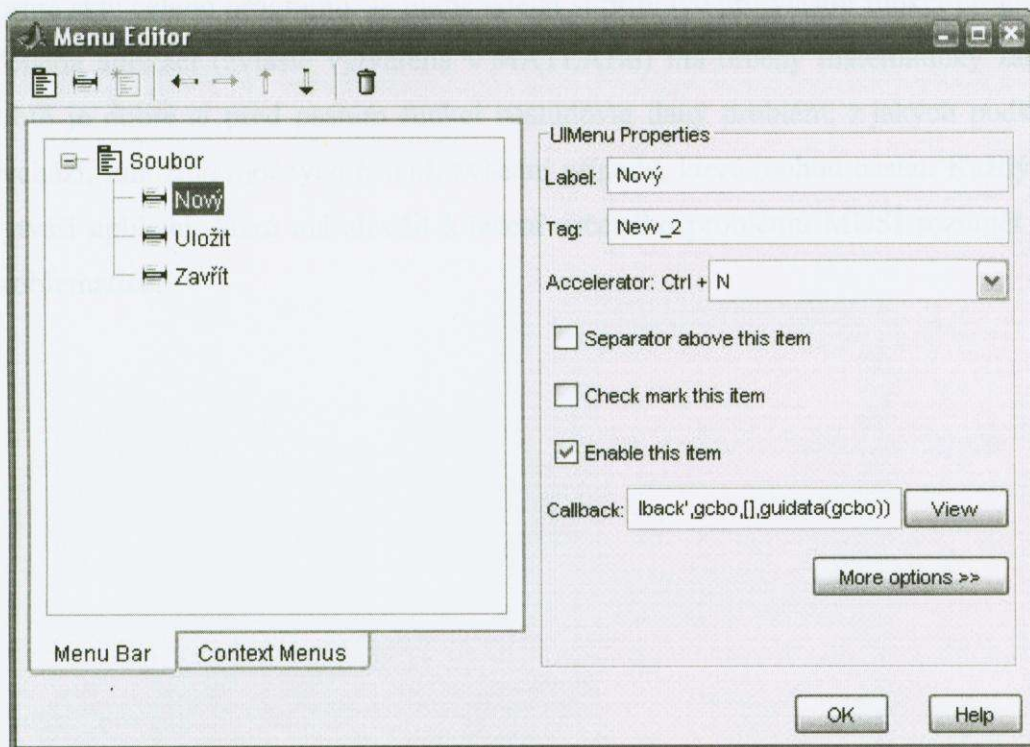 Menu Editor
Soubor
Nový
Uložit
Zavřít
Menu Bar
Context Menus
UIMenu Properties
Label: Nový
Tag: New_2
Accelerator: Ctrl + N
Separator above this item
Check mark this item
Enable this item
Callback: lback',gcbo,[],guidata(gcbo))
View
More options >>
OK
Help